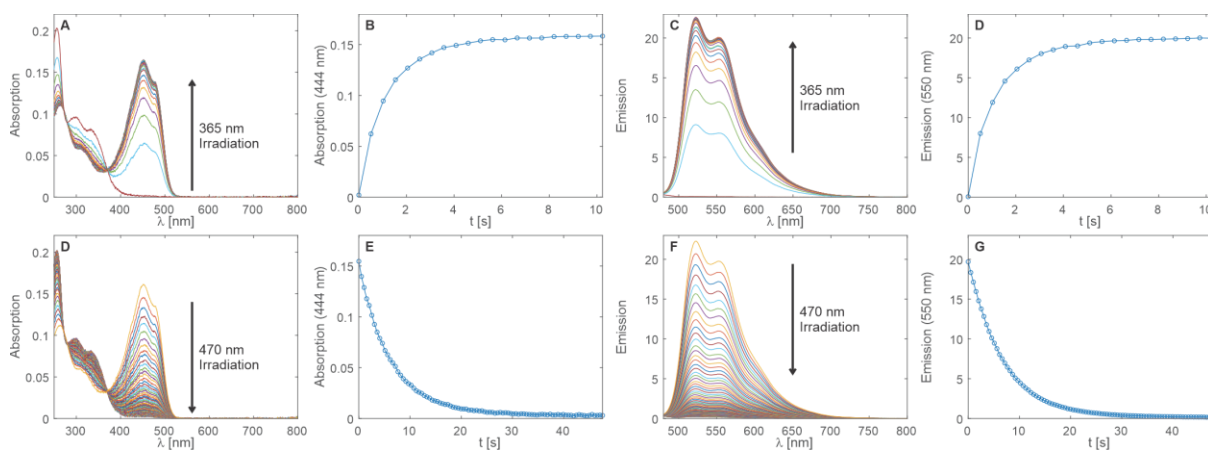 A
0.2
0.15
0.1
0.05
0
Absorption
365 nm
Irradiation
300 400 500 600 700 800
λ [nm]
B
0.15
0.1
0.05
0
Absorption (444 nm)
0 2 4 6 8 10
t [s]
C
20
5
10
5
0
Emission
365 nm
Irradiation
500 550 600 650 700 750 800
λ [nm]
D
20
5
10
5
0
Emission (550 nm)
0 2 4 6 8 10
t [s]
D
0.2
0.15
0.1
0.05
0
Absorption
470 nm
Irradiation
300 400 500 600 700 800
λ [nm]
E
0.15
0.1
0.05
0
Absorption (444 nm)
0 20 40
t [s]
F
20
15
10
5
0
Emission
470 nm
Irradiation
500 550 600 650 700 750 800
λ [nm]
G
20
15
10
5
0
Emission (550 nm)
0 10 20 30 40
t [s]